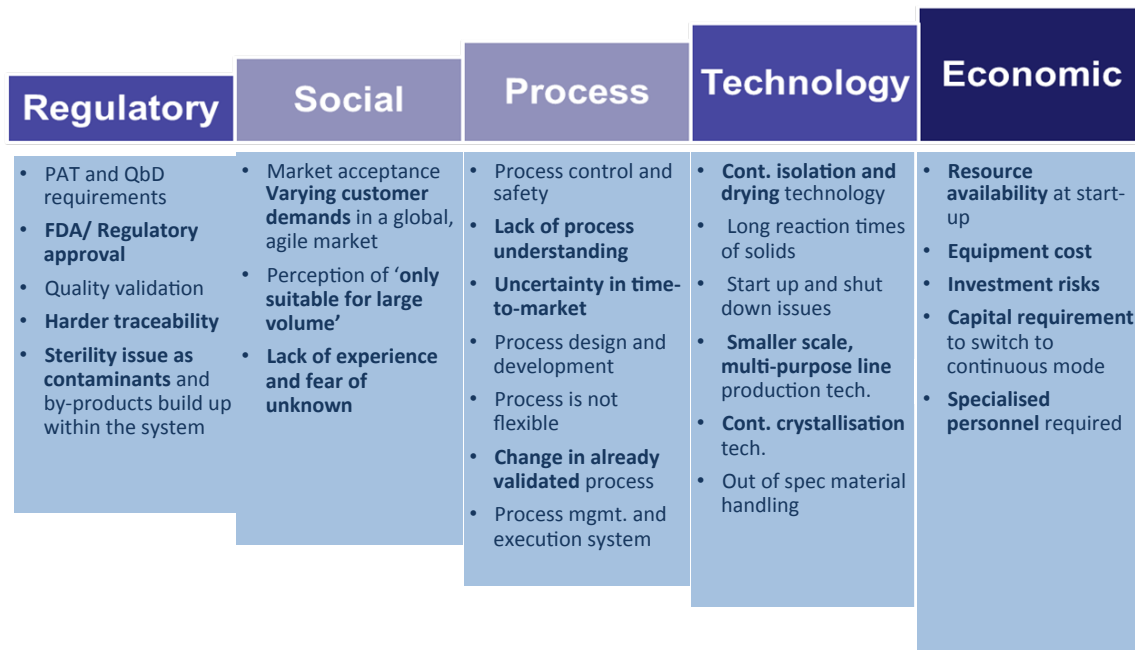 Regulatory
• PAT and QbD
requirements
• FDA/ Regulatory
approval
• Quality validation
• Harder traceability
• Sterility issue as
contaminants and
by-products build up
within the system
Social
• Market acceptance
Varying customer
demands in a global,
agile market
• Perception of ‘only
suitable for large
volume’
• Lack of experience
and fear of
unknown
Process
• Process control and
safety
• Lack of process
understanding
• Uncertainty in time-
to-market
• Process design and
development
• Process is not
flexible
• Change in already
validated process
• Process mgmt. and
execution system
Technology
• Cont. isolation and
drying technology
• Long reaction times
of solids
• Start up and shut
down issues
• Smaller scale,
multi-purpose line
production tech.
• Cont. crystallisation
tech.
• Out of spec material
handling
Economic
• Resource
availability at start-
up
• Equipment cost
• Investment risks
• Capital requirement
to switch to
continuous mode
• Specialised
personnel required